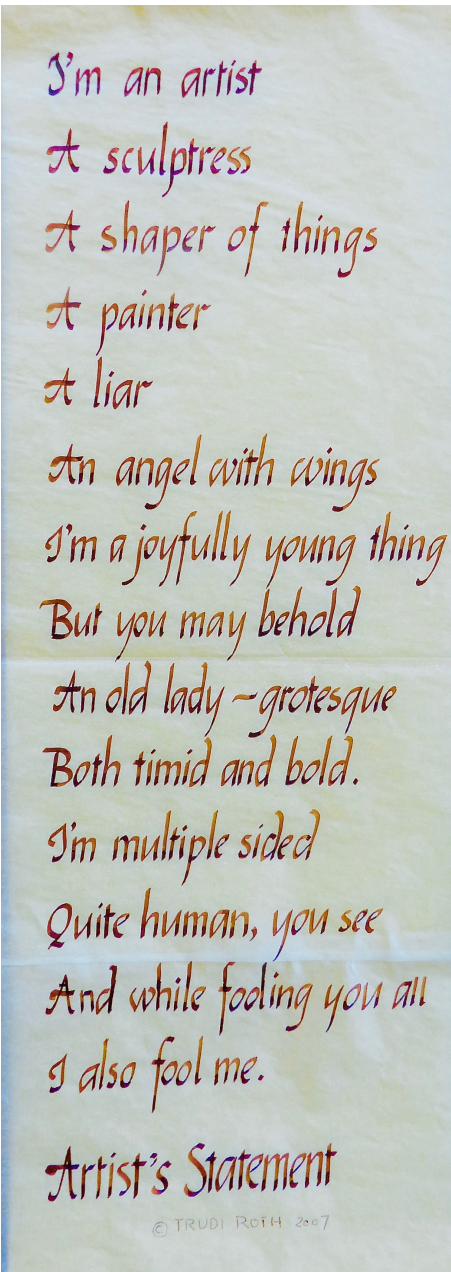 I'm an artist
A sculptress
A shaper of things
A painter
A liar
An angel with wings
I'm a joyfully young thing
But you may behold
An old lady – grotesque
Both timid and bold.
I'm multiple sided
Quite human, you see
And while fooling you all
I also fool me.
Artist's Statement
© TRUDI ROTH 2007